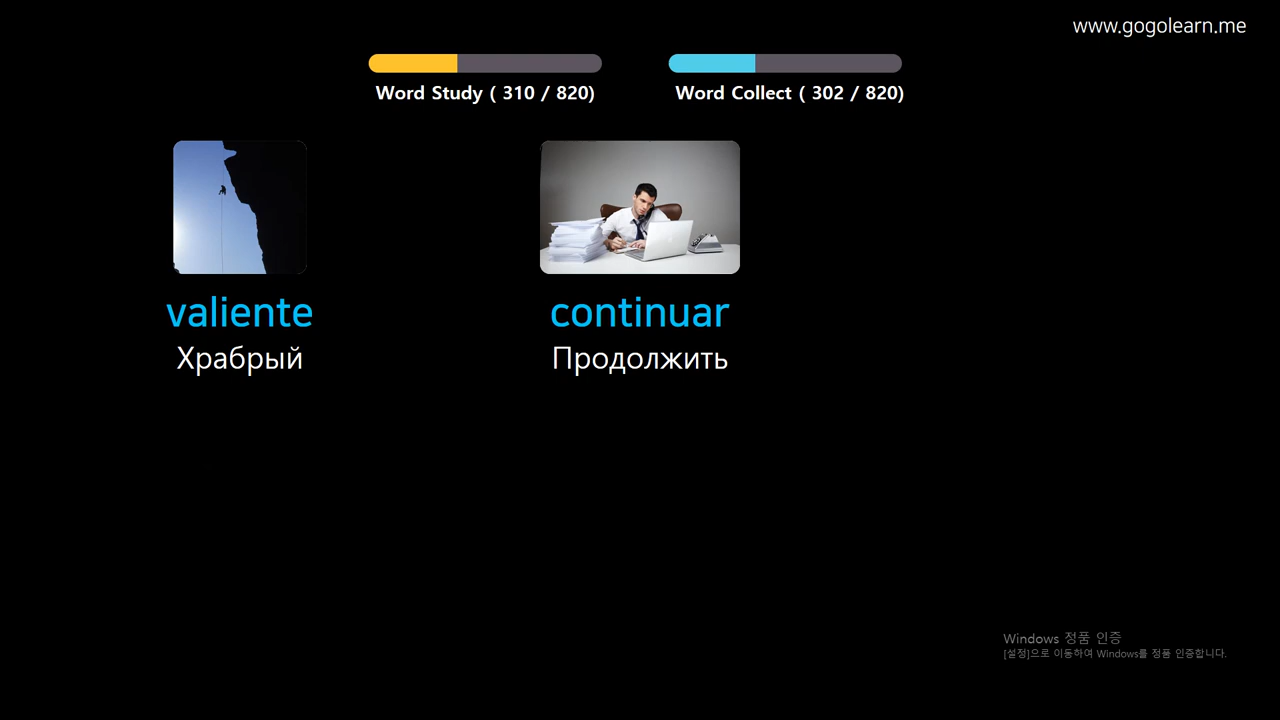 www.gogolearn.me
Word Study ( 310 / 820)
Word Collect ( 302 / 820)
valiente
Храбрый
continuar
Продолжить
Windows 정품 인증
[설정]으로 이동하여 Windows를 정품 인증합니다.